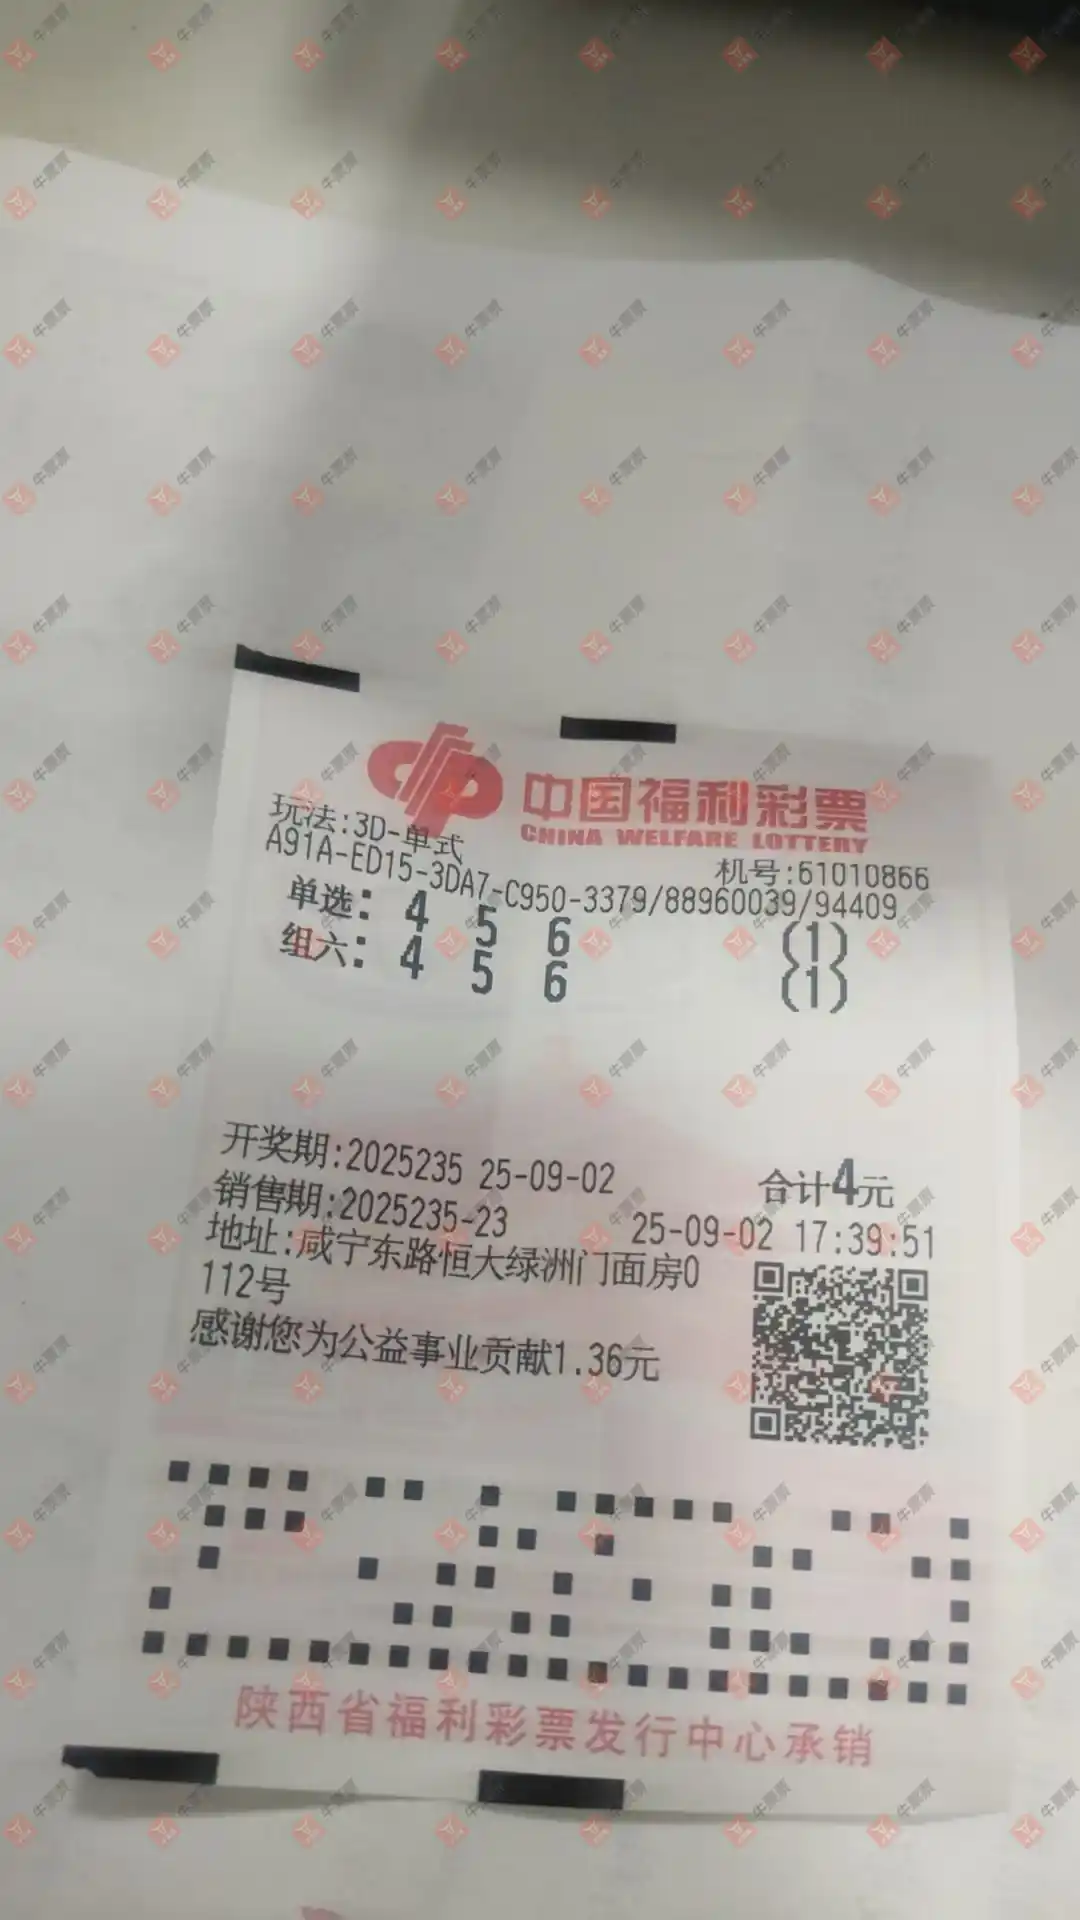 中国福利彩票
CHINA WELFARE LOTTERY
玩法:3D-单式
机号:61010866
A91A-ED15-3DA7-C950-3379/88960039/94409
单选: 4 5 6 (1)
组六: 4 5 6 (1)
开奖期:2025235 25-09-02 合计4元
销售期:2025235-23 25-09-02 17:39:51
地址:咸宁东路恒大绿洲门面房0
112号
感谢您为公益事业贡献1.36元
陕西省福利彩票发行中心承销
牛票票